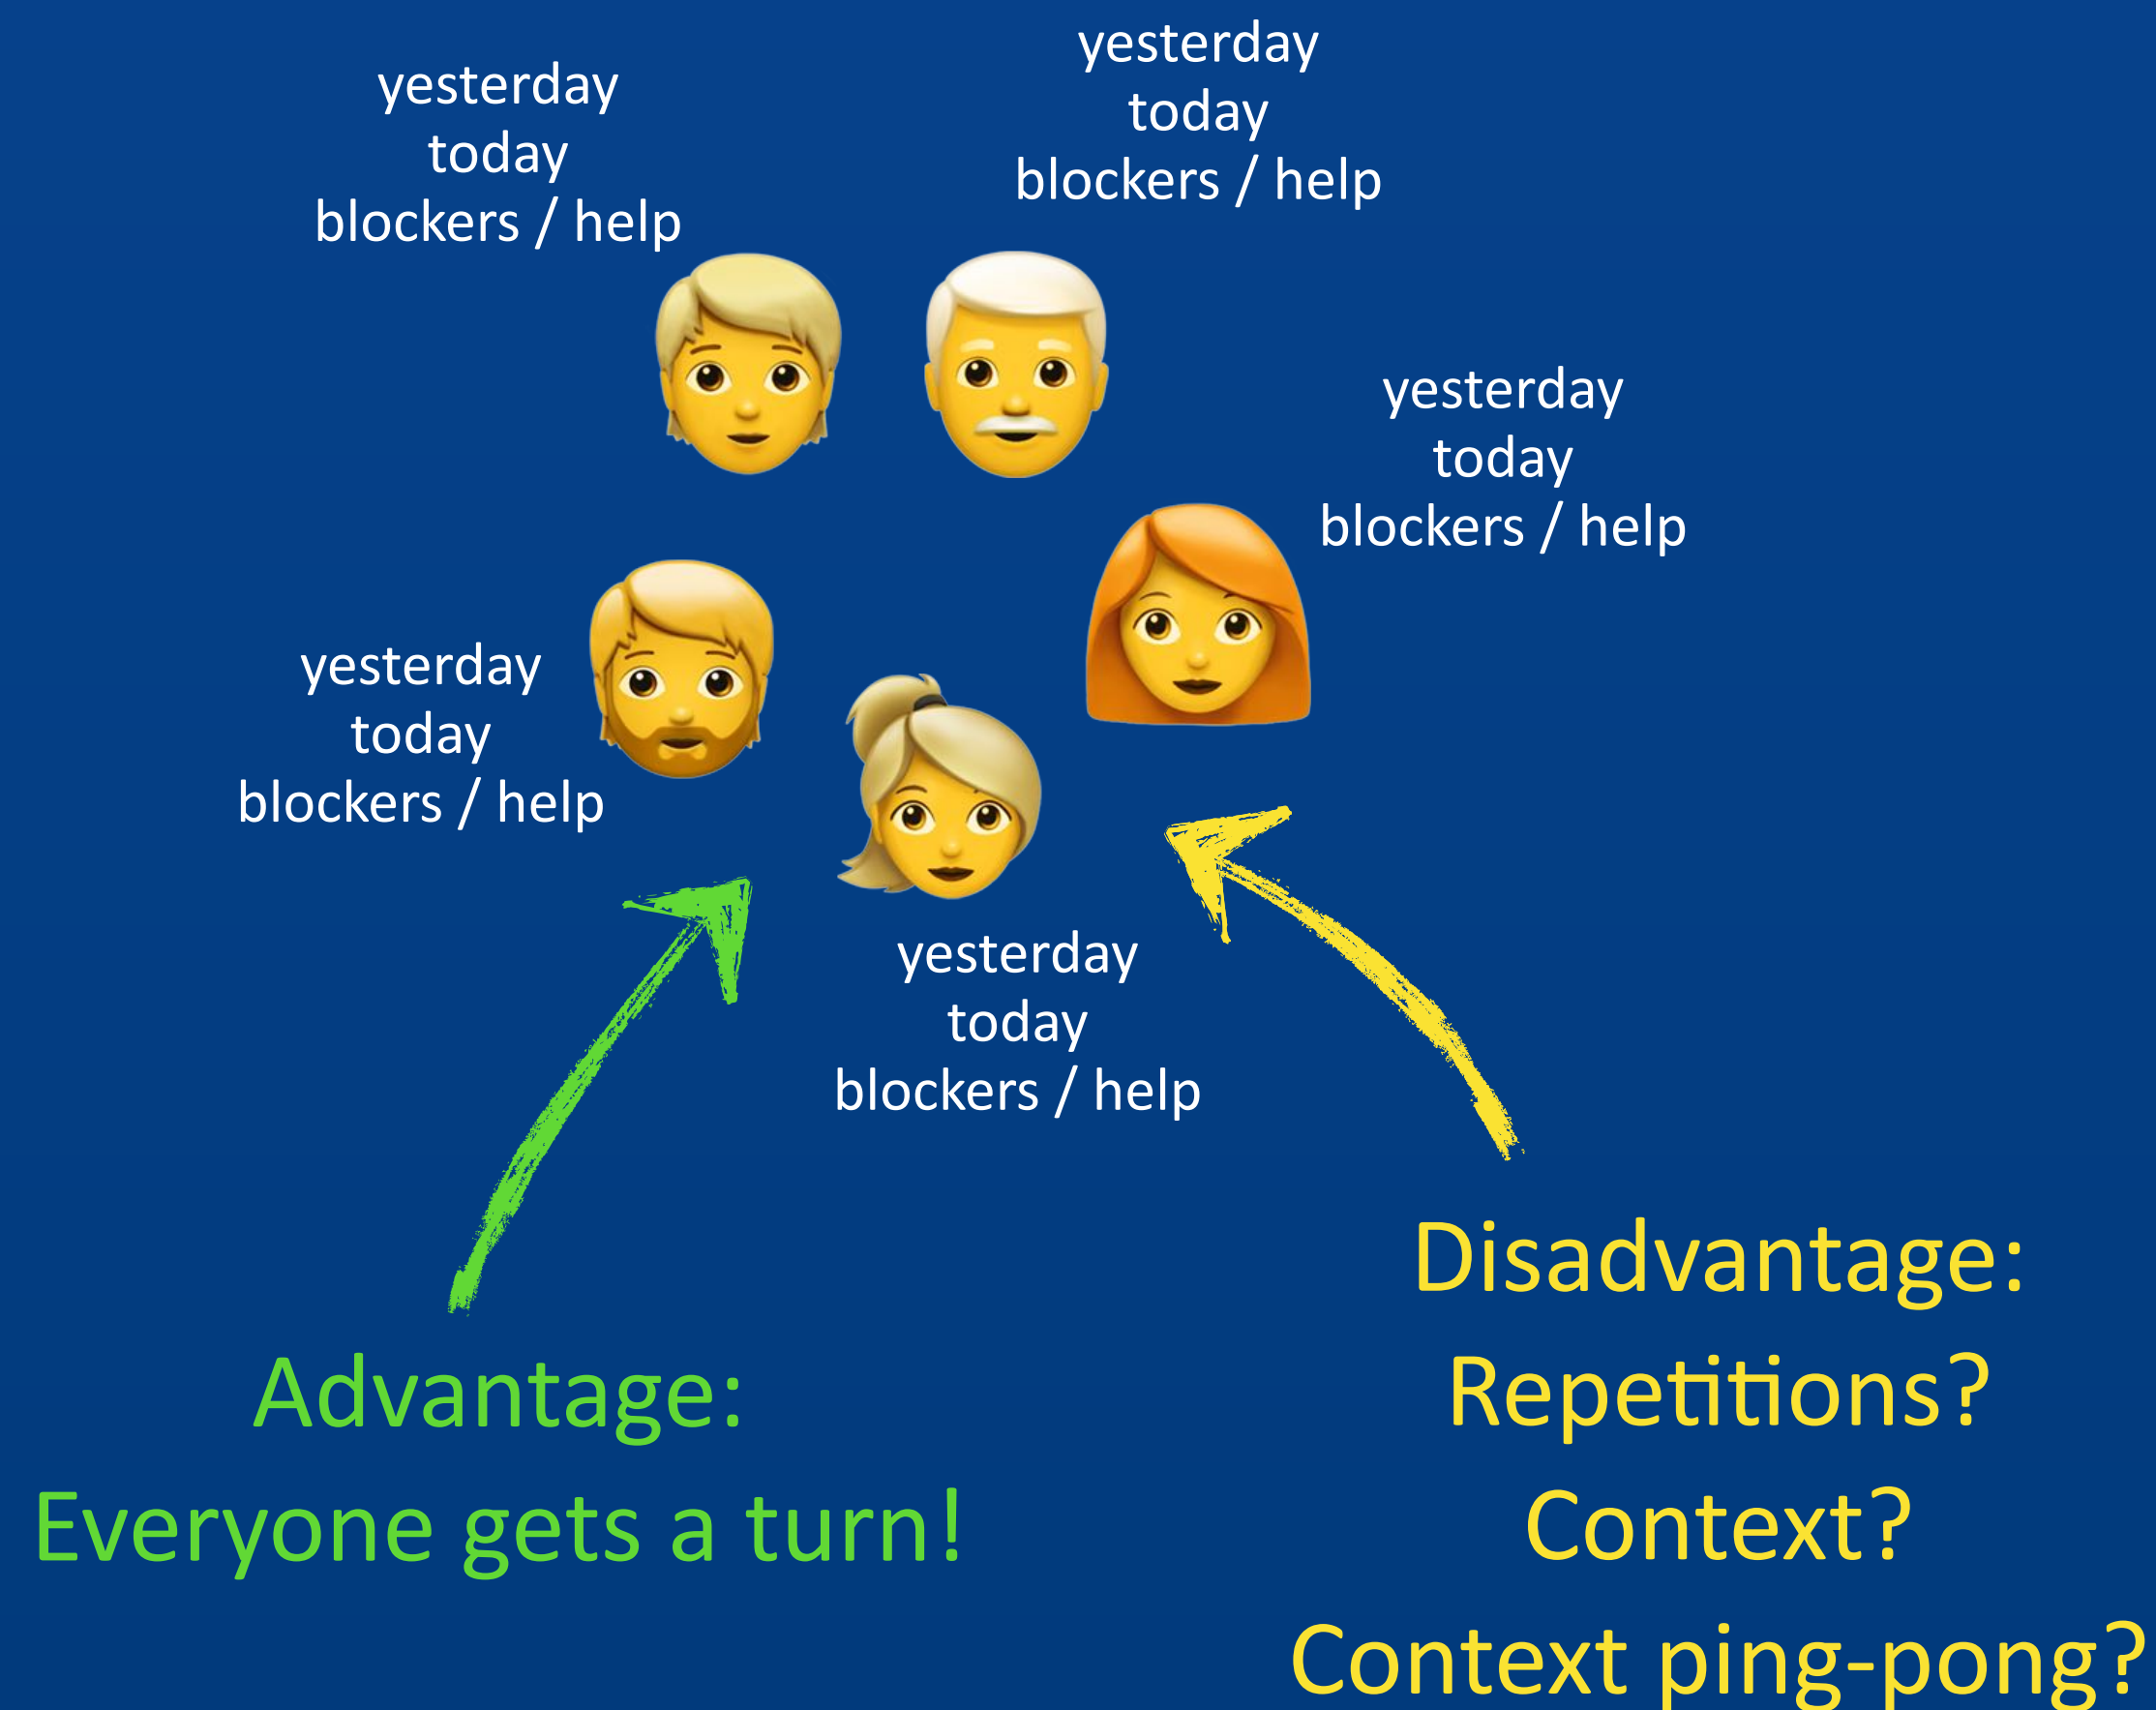 yesterday
today
blockers / help
yesterday
today
blockers / help
yesterday
today
blockers / help
yesterday
today
blockers / help
yesterday
today
blockers / help
Advantage:
Everyone gets a turn!
Disadvantage:
Repetitions?
Context?
Context ping-pong?